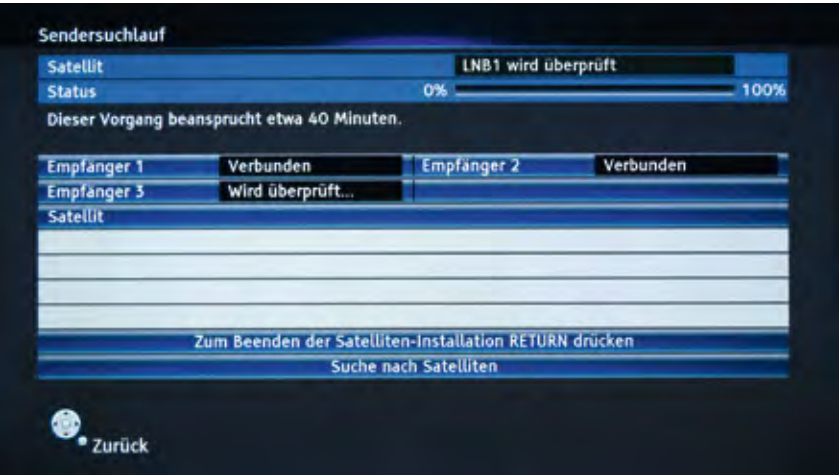 Sendersuchlauf
Satellit LNB1 wird überprüft
Status 0% 100%
Dieser Vorgang beansprucht etwa 40 Minuten.
Empfänger 1 Verbunden Empfänger 2 Verbunden
Empfänger 3 Wird überprüft...
Satellit
Zum Beenden der Satelliten-Installation RETURN drücken
Suche nach Satelliten
Zurück